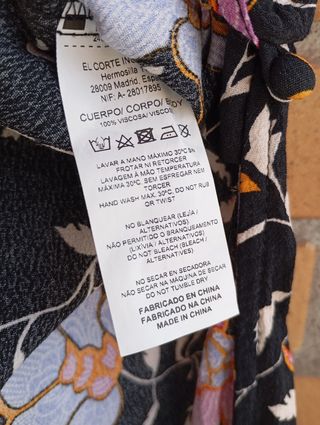 EL CORTE IN
Hermosilla
28009 Madrid, Esp
NIF: A- 28017895
CUERPO/ CORPO/ BODY
100% VISCOSA/ VISCOS
LAVAR A MANO MÁXIMO 30ºC SIN
FROTAR NI RETORCER
LAVAGEM À MÃO TEMPERATURA
MÁXIMA 30ºC. SEM ESFREGAR NEM
TORCER
HAND WASH MAX. 30ºC. DO NOT RUB
OR TWIST
NO BLANQUEAR (LEJÍA /
ALTERNATIVOS)
NÃO PERMITIDO O BRANQUEAMENTO
(LIXÍVIA / ALTERNATIVOS)
DO NOT BLEACH (BLEACH /
ALTERNATIVES)
NO SECAR EN SECADORA
NÃO SECAR NA MÁQUINA DE SECAR
DO NOT TUMBLE DRY
FABRICADO EN CHINA
FABRICADO NA CHINA
MADE IN CHINA